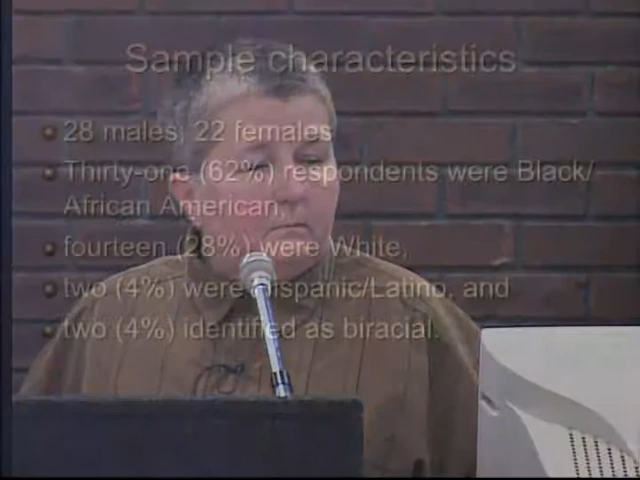 Sample characteristics
28 males, 22 females
Thirty-one (62%) respondents were Black/
African American,
fourteen (28%) were White,
two (4%) were Hispanic/Latino, and
two (4%) identified as biracial.